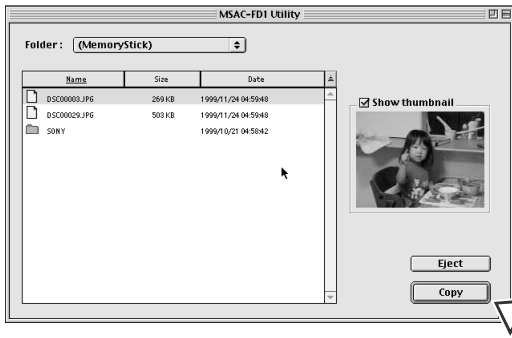 MSAC-FD1 Utility
Folder : (MemoryStick)
Name Size Date
DSC00003.JPG 269 KB 1999/11/24 04:59:48
DSC00029.JPG 503 KB 1999/11/24 04:59:48
SONY 1999/10/21 04:58:42
Show thumbnail
Eject
Copy